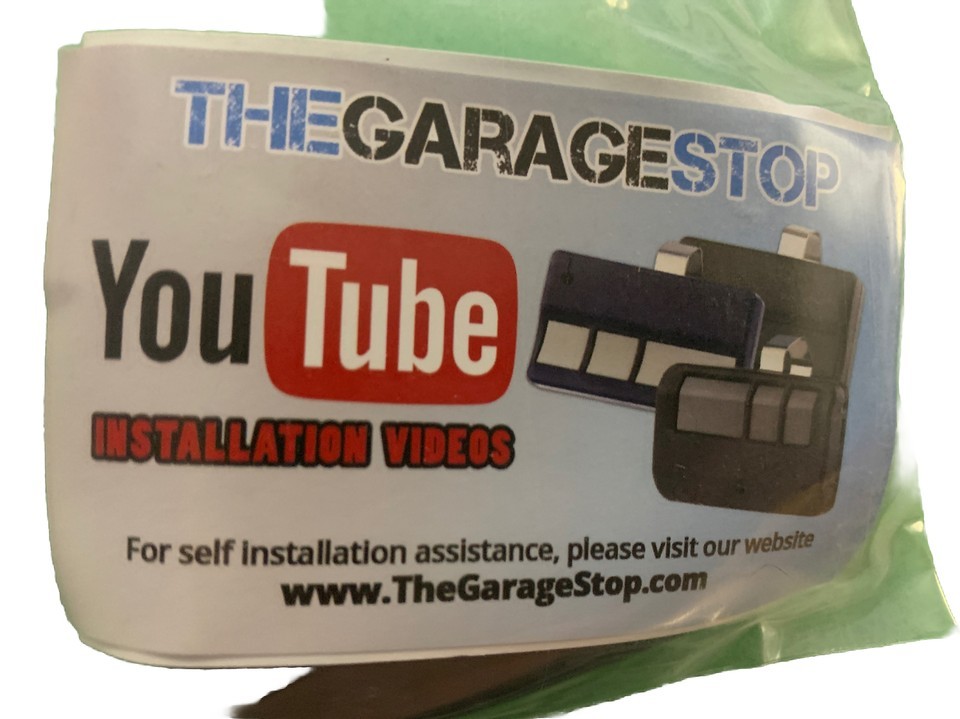 THEGARAGESTOP
YouTube
INSTALLATION VIDEOS
For self installation assistance, please visit our website
www.TheGarageStop.com